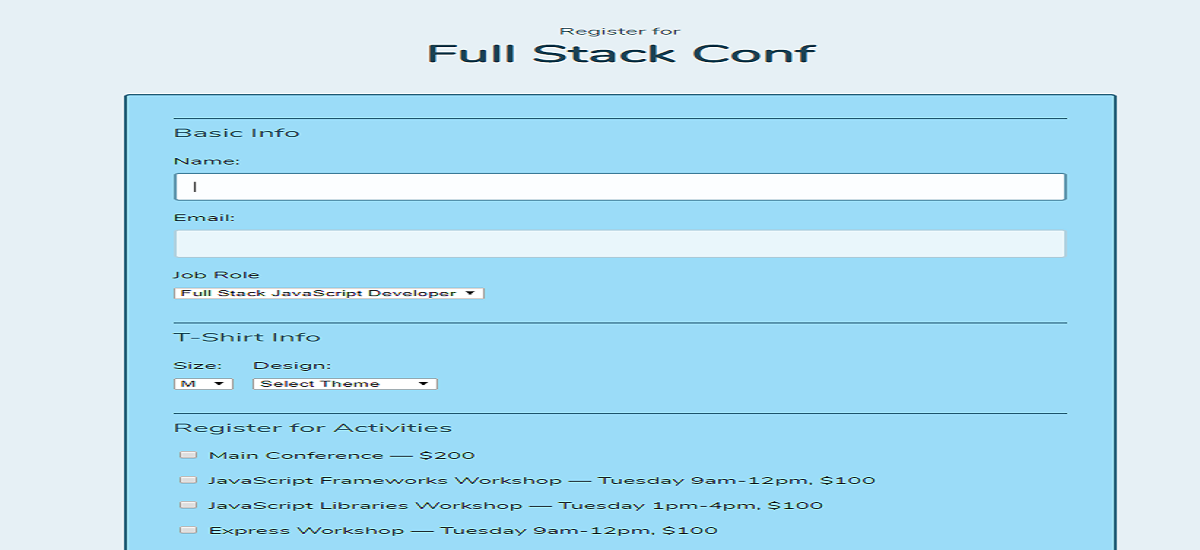 Register for
Full Stack Conf
Basic Info
Name:
Email:
Job Role
Full Stack JavaScript Developer
T-Shirt Info
Size: Design:
M Select Theme
Register for Activities
Main Conference — $200
JavaScript Frameworks Workshop — Tuesday 9am-12pm, $100
JavaScript Libraries Workshop — Tuesday 1pm-4pm, $100
Express Workshop — Tuesday 9am-12pm, $100